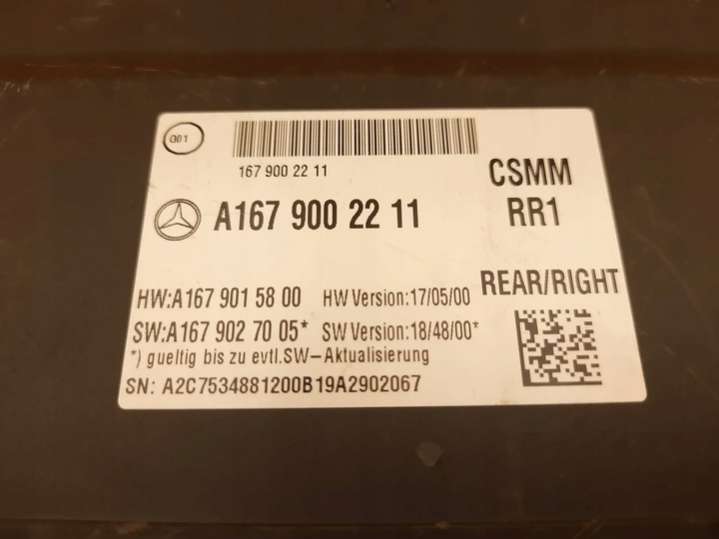 G01
167 900 22 11
CSMM
A167 900 22 11
RR1
HW:A167 901 58 00 HW Version:17/05/00
REAR/RIGHT
SW:A167 902 70 05* SW Version:18/48/00*
*) gueltig bis zu evtl.SW-Aktualisierung
SN: A2C7534881200B19A2902067